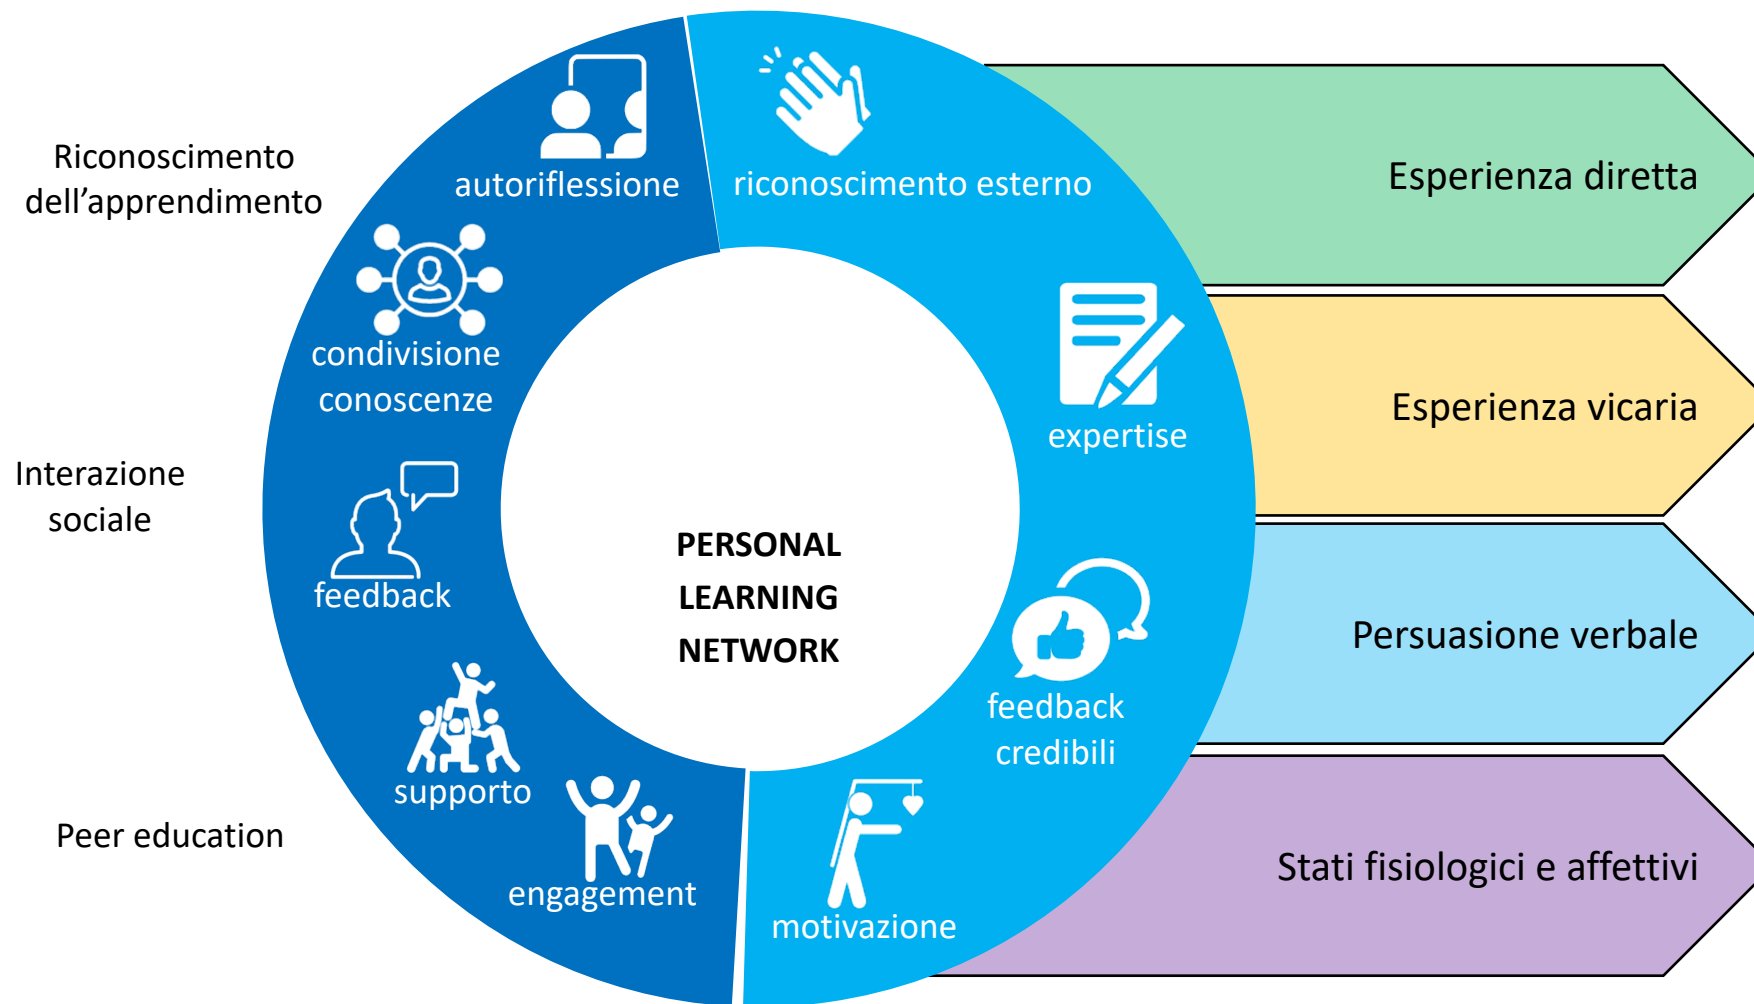 Riconoscimento
dell’apprendimento
Interazione
sociale
Peer education
autoriflessione
condivisione
conoscenze
feedback
supporto
engagement
PERSONAL
LEARNING
NETWORK
riconoscimento esterno
expertise
feedback
credibili
motivazione
Esperienza diretta
Esperienza vicaria
Persuasione verbale
Stati fisiologici e affettivi